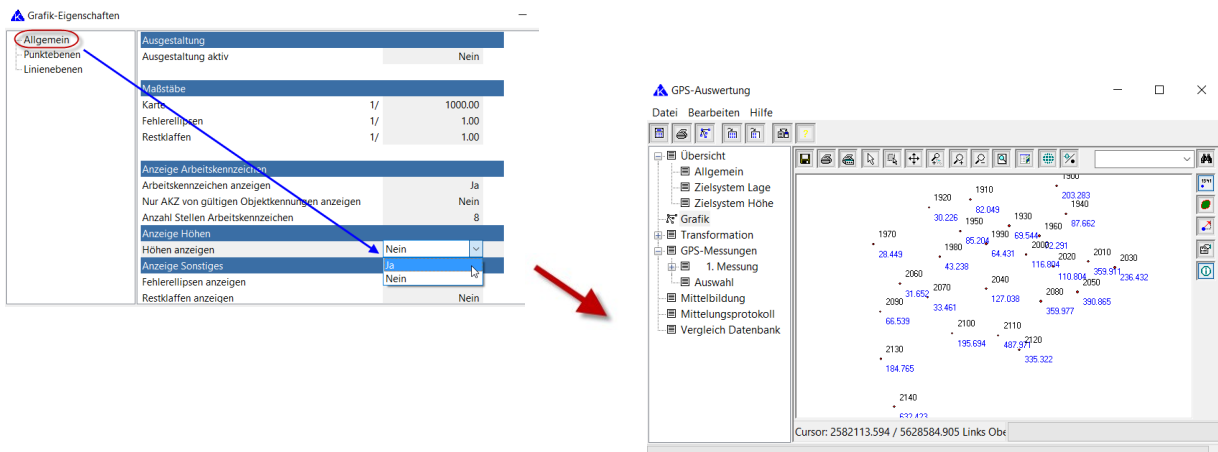 Grafik-Eigenschaften
Allgemein
Punktebenen
Linienebenen
Ausgestaltung
Ausgestaltung aktiv Nein
Maßstäbe
Karte 1/ 1000.00
Fehlerellipsen 1/ 1.00
Restklaffen 1/ 1.00
Anzeige Arbeitskennzeichen
Arbeitskennzeichen anzeigen Ja
Nur AKZ von gültigen Objektkennungen anzeigen Nein
Anzahl Stellen Arbeitskennzeichen 8
Anzeige Höhen
Höhen anzeigen Nein
Anzeige Sonstiges Ja
Fehlerellipsen anzeigen Nein
Restklaffen anzeigen Nein
GPS-Auswertung
Datei Bearbeiten Hilfe
Übersicht
Allgemein
Zielsystem Lage
Zielsystem Höhe
Grafik
Transformation
GPS-Messungen
1. Messung
Auswahl
Mittelbildung
Mittelungsprotokoll
Vergleich Datenbank
1900
1910 203.283
1920 1940
82.049
30.226 1930 87.662
1950 1960
1970 1990 69.544
85.204 2000 92.291
1980 64.431 2010
28.449 2020 2030
43.238 116.804 359.911
2060 2040 110.804 236.432
2050
31.652 2070 2080
2090 127.038 390.865
33.461 359.977
66.539 2100 2110
195.694 487.971 2120
2130 335.322
184.765
2140
632.423
Cursor: 2582113.594 / 5628584.905 Links Obe